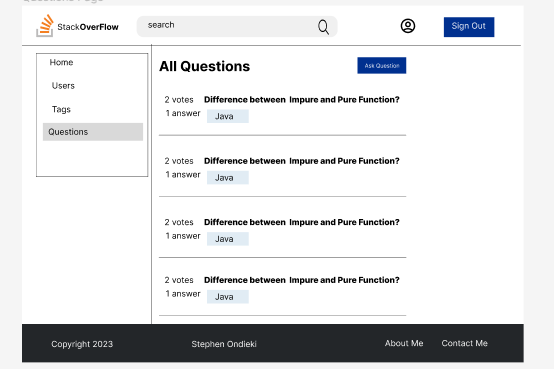 Questions Page
StackOverFlow
search
Sign Out
Home
Users
Tags
Questions
All Questions
Ask Question
2 votes Difference between Impure and Pure Function?
1 answer Java
2 votes Difference between Impure and Pure Function?
1 answer Java
2 votes Difference between Impure and Pure Function?
1 answer Java
2 votes Difference between Impure and Pure Function?
1 answer Java
Copyright 2023 Stephen Ondieki About Me Contact Me